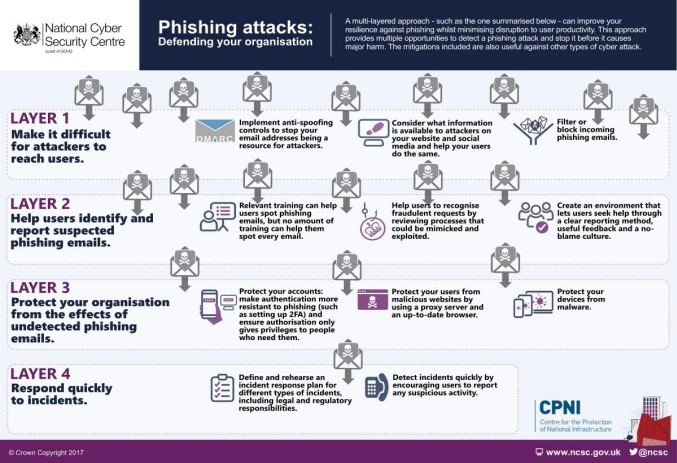 National Cyber
Security Centre
a part of GCHQ
Phishing attacks:
Defending your organisation
A multi-layered approach - such as the one summarised below - can improve your
resilience against phishing whilst minimising disruption to user productivity. This approach
provides multiple opportunities to detect a phishing attack and stop it before it causes
major harm. The mitigations included are also useful against other types of cyber attack.
LAYER 1
Make it difficult
for attackers to
reach users.
DMARC
Implement anti-spoofing
controls to stop your
email addresses being a
resource for attackers.
Consider what information
is available to attackers on
your website and social
media and help your users
do the same.
Filter or
block incoming
phishing emails.
LAYER 2
Help users identify and
report suspected
phishing emails.
Relevant training can help
users spot phishing
emails, but no amount of
training can help them
spot every email.
Help users to recognise
fraudulent requests by
reviewing processes that
could be mimicked and
exploited.
Create an environment that
lets users seek help through
a clear reporting method,
useful feedback and a no-
blame culture.
LAYER 3
Protect your organisation
from the effects of
undetected phishing
emails.
Protect your accounts:
make authentication more
resistant to phishing (such
as setting up 2FA) and
ensure authorisation only
gives privileges to people
who need them.
Protect your users from
malicious websites by
using a proxy server and
an up-to-date browser.
Protect your
devices from
malware.
LAYER 4
Respond quickly
to incidents.
Define and rehearse an
incident response plan for
different types of incidents,
including legal and regulatory
responsibilities.
Detect incidents quickly by
encouraging users to report
any suspicious activity.
CPNI
Centre for the Protection
of National Infrastructure
© Crown Copyright 2017
www.ncsc.gov.uk
@ncsc